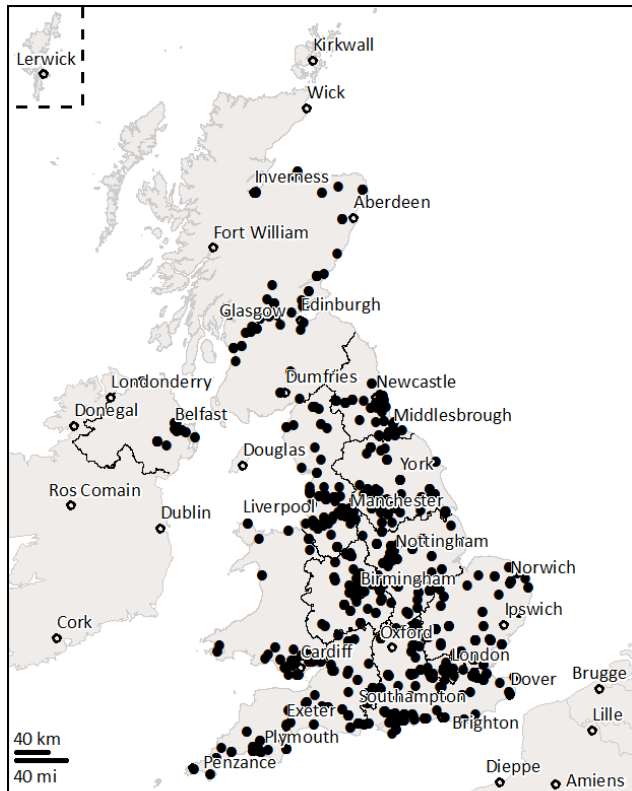 Kirkwall
Lerwick
Wick
Inverness
Aberdeen
Fort William
Glasgow
Edinburgh
Londonderry
Dumfries
Newcastle
Donegal
Belfast
Middlesbrough
Douglas
York
Ros Comain
Liverpool
Manchester
Dublin
Nottingham
Birmingham
Norwich
Ipswich
Cork
Oxford
Cardiff
London
Dover
Brugge
Southampton
Exeter
Brighton
Lille
Plymouth
40 km
Penzance
40 mi
Dieppe
Amiens